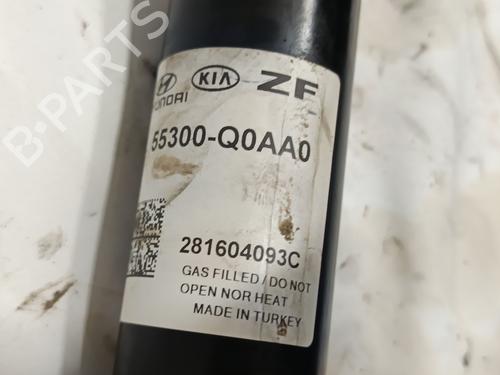 HYUNDAI KIA ZF
55300-Q0AA0
281604093C
GAS FILLED / DO NOT
OPEN NOR HEAT
MADE IN TURKEY
B-PARTS